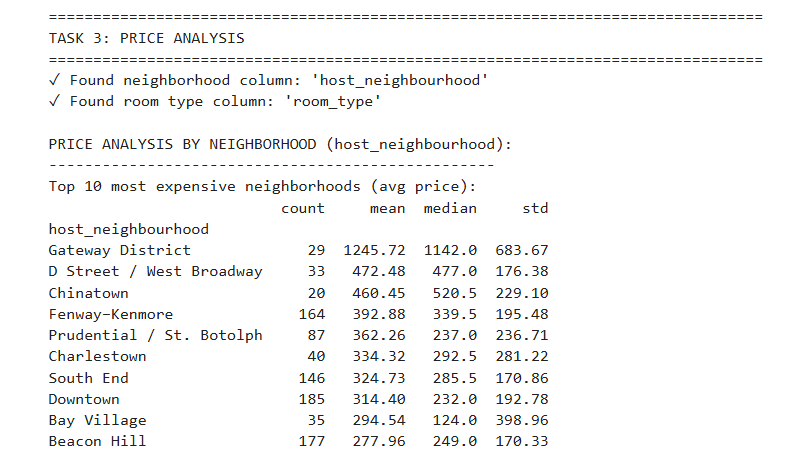 ================================================================================
TASK 3: PRICE ANALYSIS
================================================================================
✓ Found neighborhood column: 'host_neighbourhood'
✓ Found room type column: 'room_type'

PRICE ANALYSIS BY NEIGHBORHOOD (host_neighbourhood):
--------------------------------------------------
Top 10 most expensive neighborhoods (avg price):
                          count     mean  median     std
host_neighbourhood
Gateway District             29  1245.72  1142.0  683.67
D Street / West Broadway     33   472.48   477.0  176.38
Chinatown                    20   460.45   520.5  229.10
Fenway–Kenmore              164   392.88   339.5  195.48
Prudential / St. Botolph     87   362.26   237.0  236.71
Charlestown                  40   334.32   292.5  281.22
South End                   146   324.73   285.5  170.86
Downtown                    185   314.40   232.0  192.78
Bay Village                  35   294.54   124.0  398.96
Beacon Hill                 177   277.96   249.0  170.33